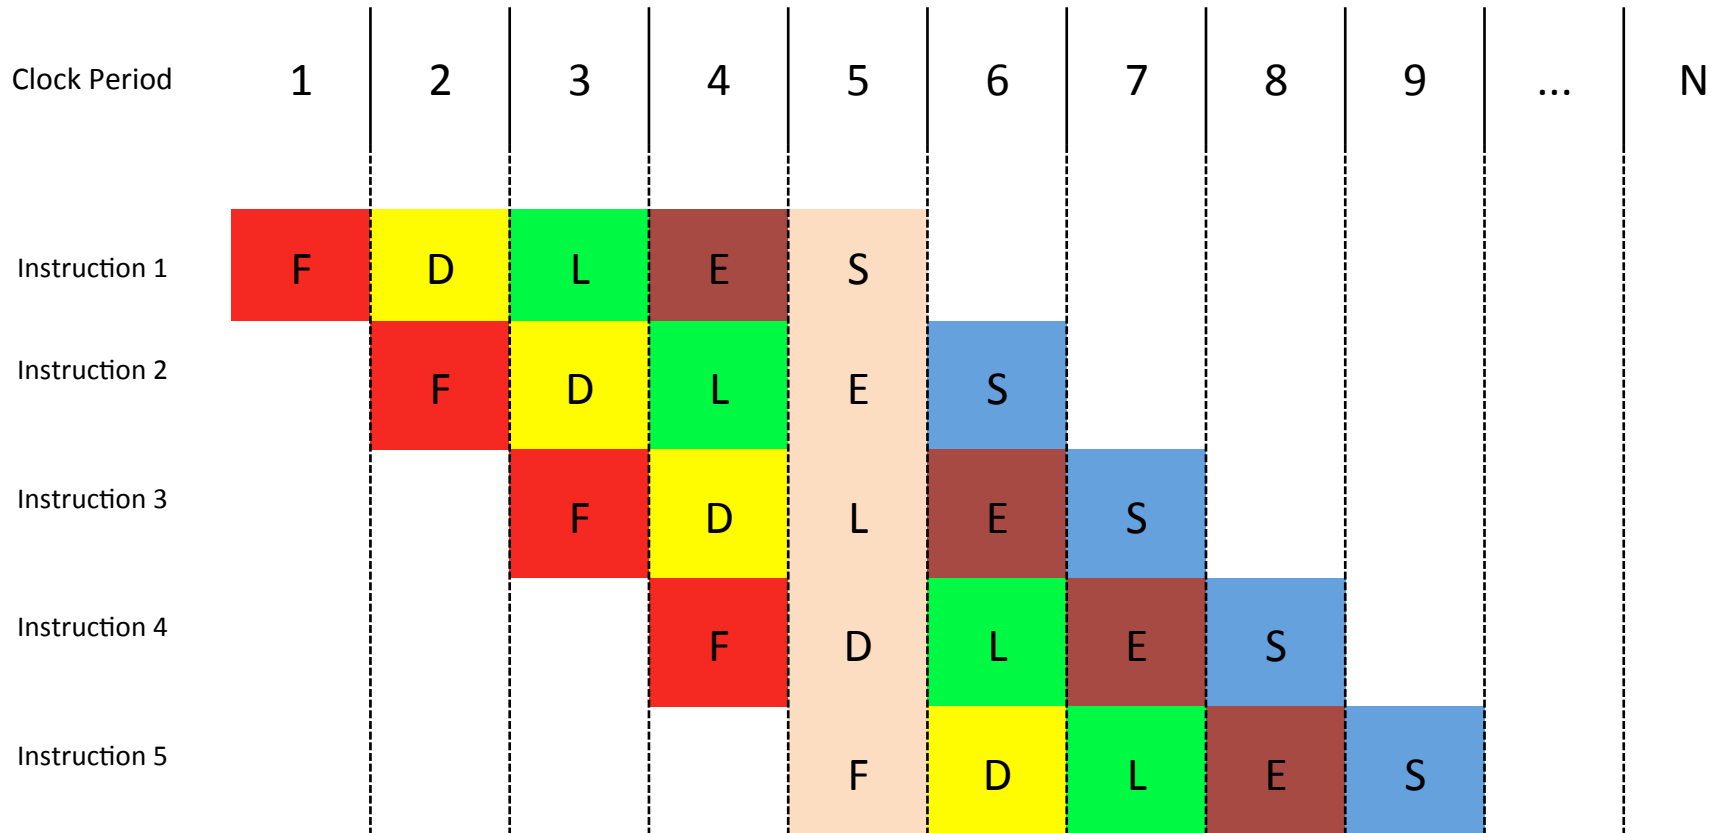 Clock Period 1 2 3 4 5 6 7 8 9 ... N
Instruction 1 F D L E S
Instruction 2 F D L E S
Instruction 3 F D L E S
Instruction 4 F D L E S
Instruction 5 F D L E S